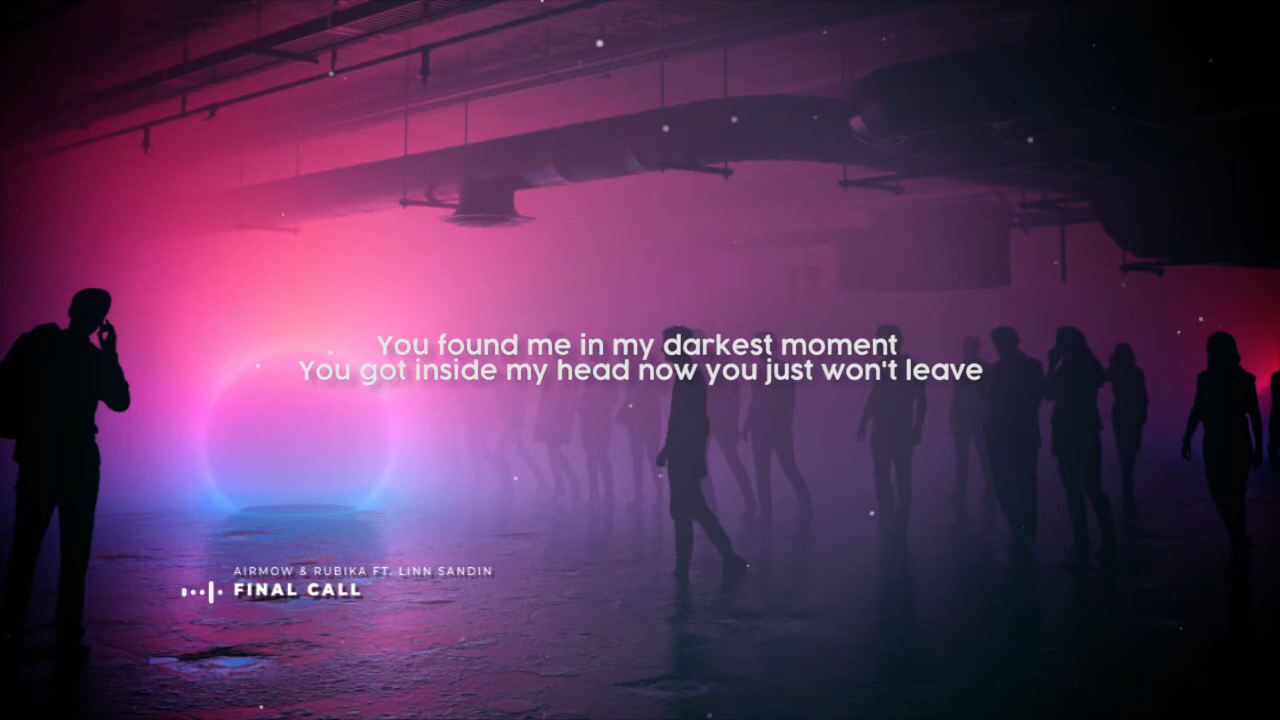 You found me in my darkest moment
You got inside my head now you just won't leave
AIRMOW & RUBIKA FT. LINN SANDIN
FINAL CALL